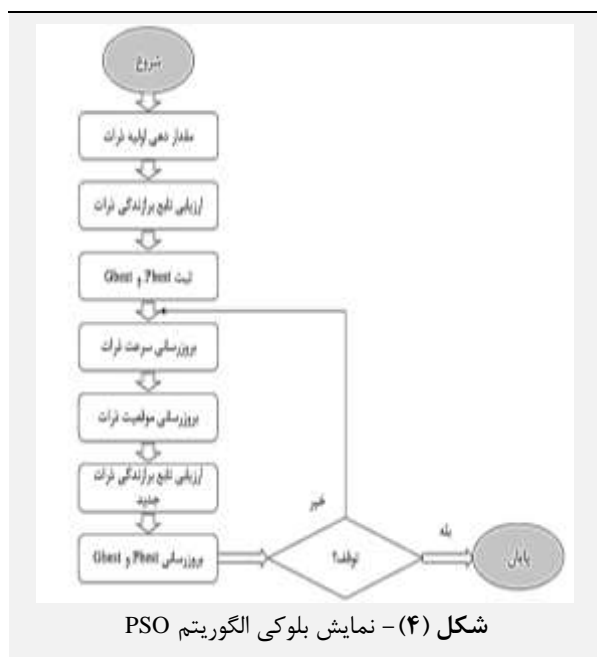 شروع
مقدار دهی اولیه ذرات
ارزیابی تابع برازندگی ذرات
ثبت Pbest و Gbest
بروزرسانی سرعت ذرات
بروزرسانی موقعیت ذرات
ارزیابی تابع برازندگی ذرات
جدید
بروزرسانی Pbest و Gbest
توقف؟
خیر
بله
پایان
شکل (۴)- نمایش بلوکی الگوریتم PSO